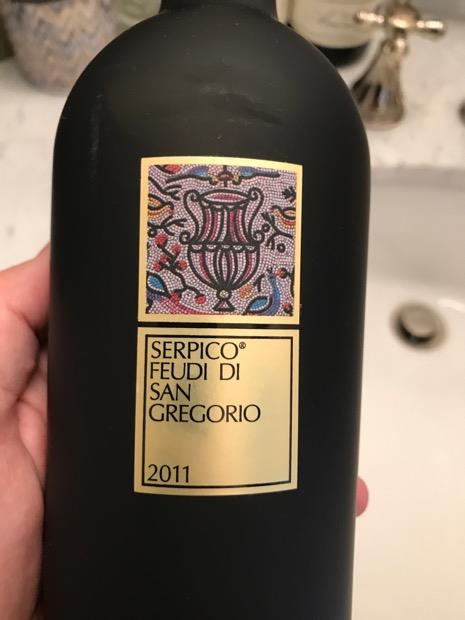 SERPICO®
FEUDI DI
SAN
GREGORIO
2011